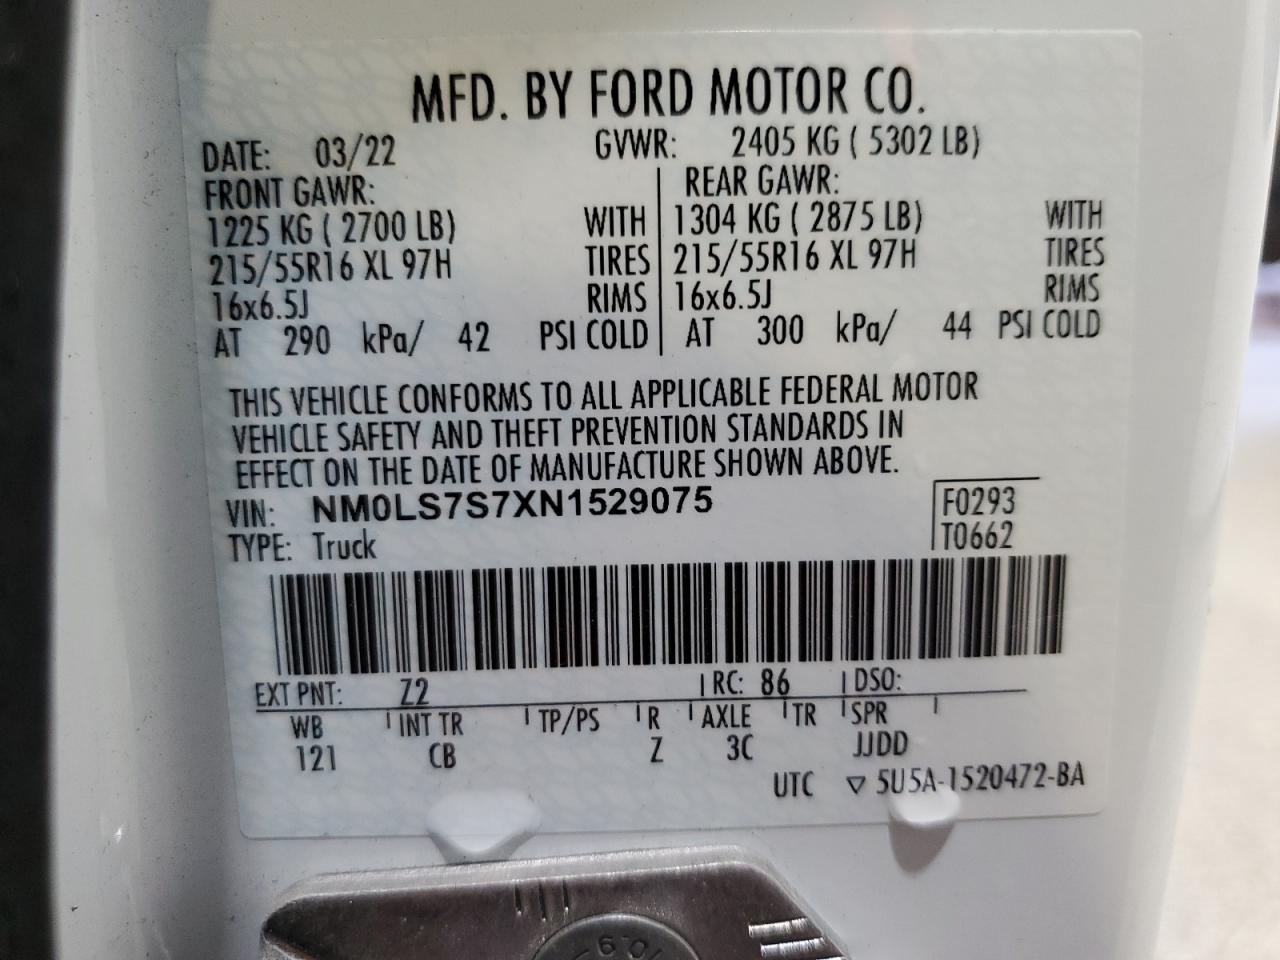 MFD. BY FORD MOTOR CO.
DATE: 03/22 GVWR: 2405 KG ( 5302 LB)
FRONT GAWR: REAR GAWR:
1225 KG ( 2700 LB) WITH 1304 KG ( 2875 LB) WITH
215/55R16 XL 97H TIRES 215/55R16 XL 97H TIRES
16x6.5J RIMS 16x6.5J RIMS
AT 290 kPa/ 42 PSI COLD AT 300 kPa/ 44 PSI COLD
THIS VEHICLE CONFORMS TO ALL APPLICABLE FEDERAL MOTOR
VEHICLE SAFETY AND THEFT PREVENTION STANDARDS IN
EFFECT ON THE DATE OF MANUFACTURE SHOWN ABOVE.
VIN: NM0LS7S7XN1529075 F0293
TYPE: Truck T0662
EXT PNT: Z2 RC: 86 DSO:
WB INT TR TP/PS R AXLE TR SPR
121 CB Z 3C JJDD
UTC ▽ 5U5A-1520472-BA